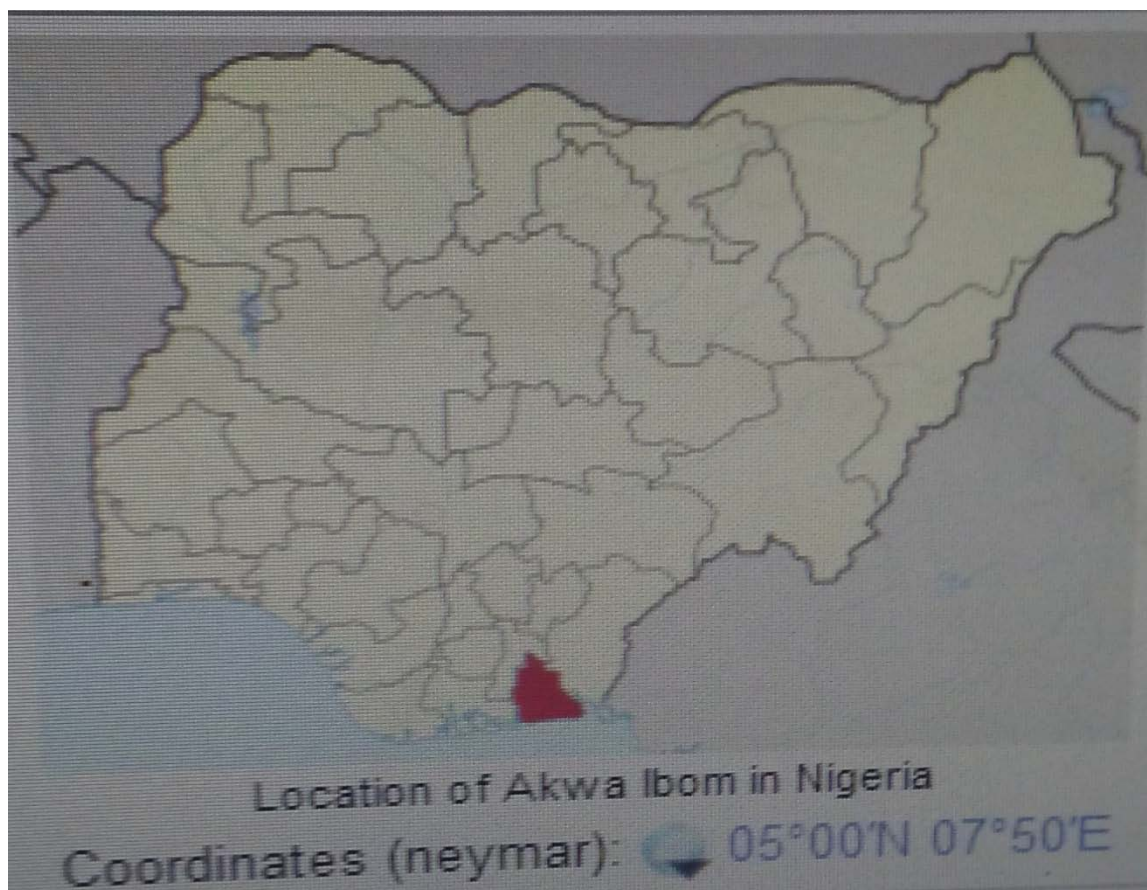 Location of Akwa Ibom in Nigeria
Coordinates (neymar): 05°00′N 07°50′E